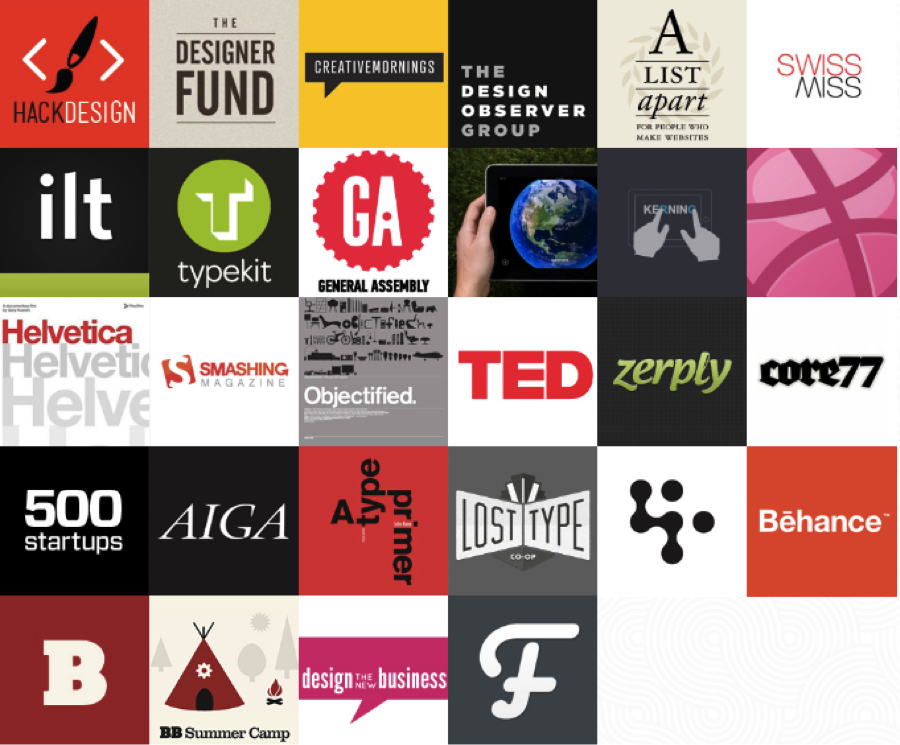 HACKDESIGN
THE
DESIGNER
FUND
CREATIVEMORNINGS
THE
DESIGN
OBSERVER
GROUP
A
LIST
apart
FOR PEOPLE WHO
MAKE WEBSITES
SWISS
MISS
ilt
T
typekit
GA
GENERAL ASSEMBLY
KERNING
Helvetica
Helvetic
Helve
S
SMASHING
MAGAZINE
Objectified.
TED
zerply
core77
500
startups
AIGA
A type primer
LOST TYPE
CO-OP
Bēhance™
B
BB Summer Camp
design THE NEW business
F